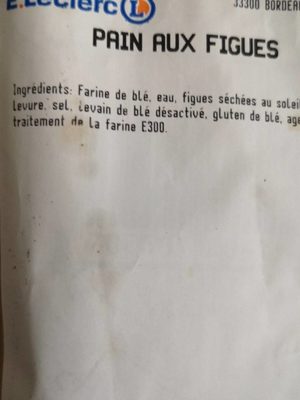 E.Leclerc L
33300 BORDEA
PAIN AUX FIGUES
Ingrédients: Farine de blé, eau, figues séchées au solei
levure, sel, levain de blé désactivé, gluten de blé, age
traitement de La farine E300.